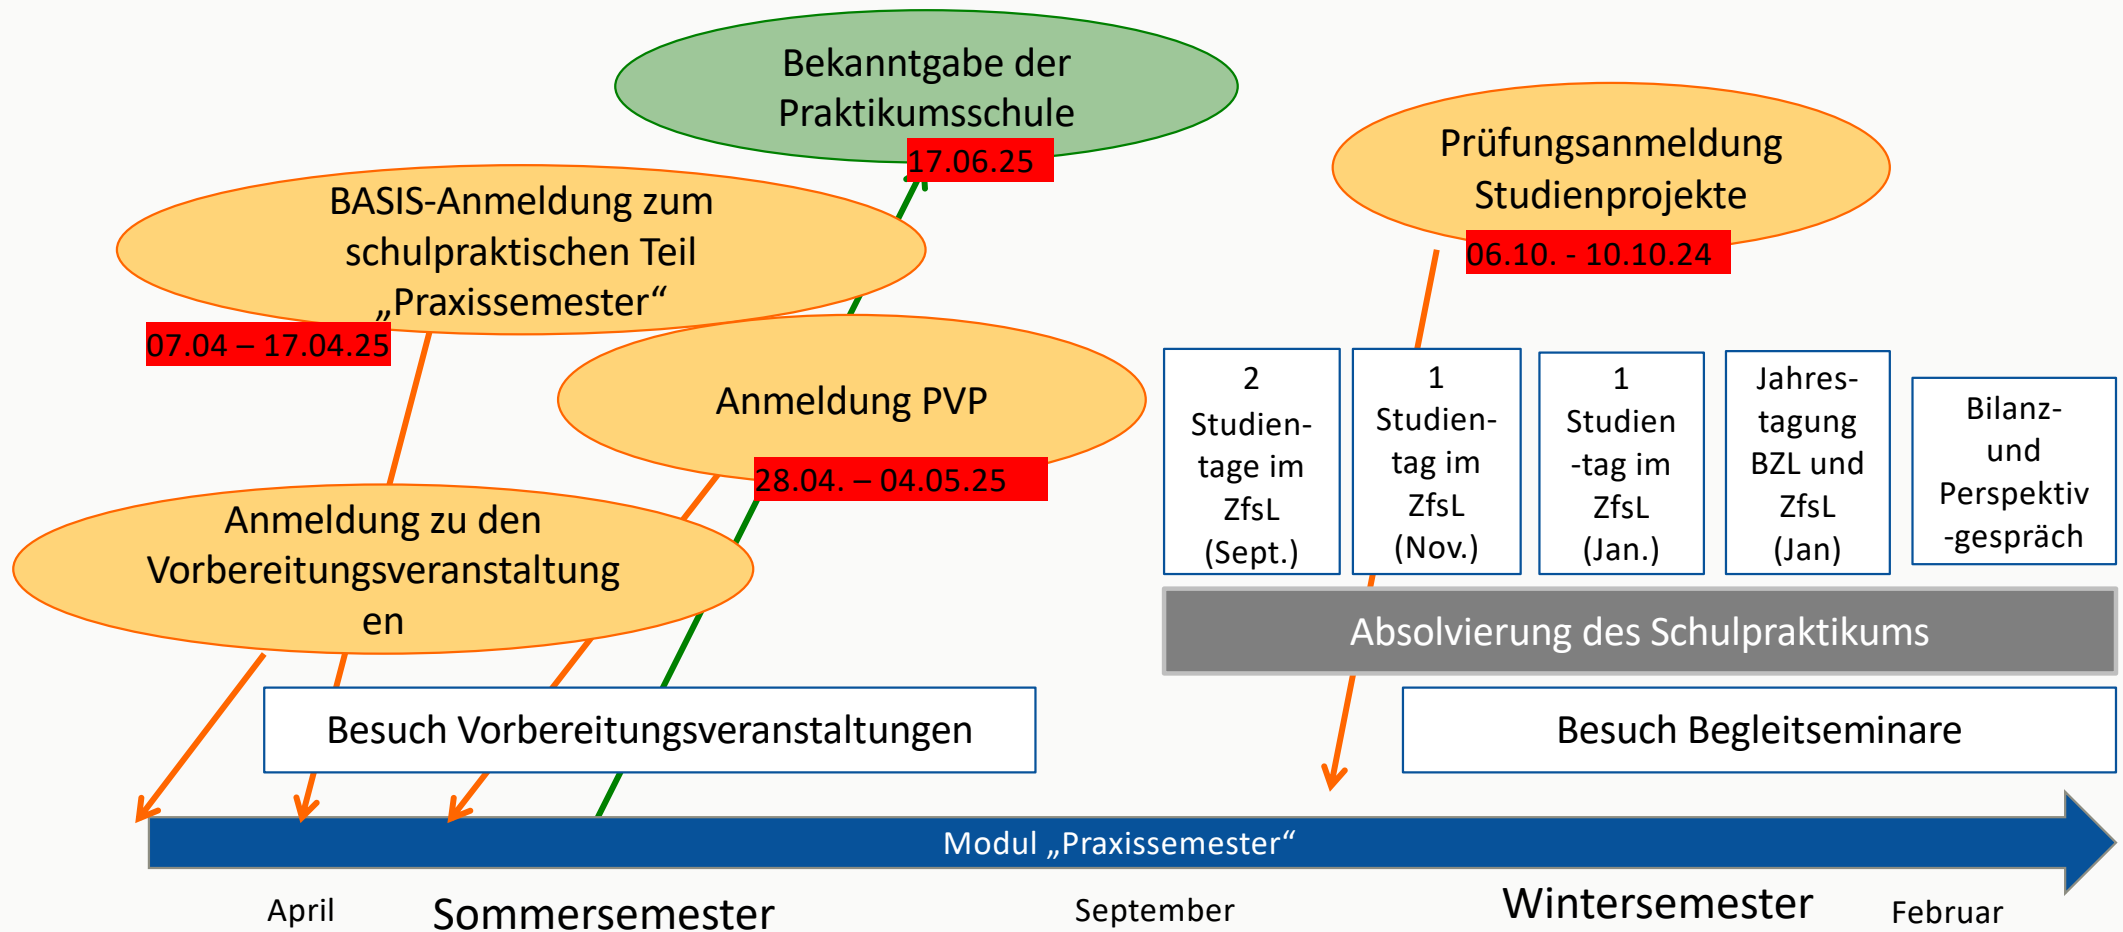 Bekanntgabe der
Praktikumsschule
17.06.25
BASIS-Anmeldung zum
schulpraktischen Teil
„Praxissemester“
07.04 – 17.04.25
Anmeldung PVP
28.04. – 04.05.25
Anmeldung zu den
Vorbereitungsveranstaltung
en
Prüfungsanmeldung
Studienprojekte
06.10. - 10.10.24
2
Studien-
tage im
ZfsL
(Sept.)
1
Studien-
tag im
ZfsL
(Nov.)
1
Studien
-tag im
ZfsL
(Jan.)
Jahres-
tagung
BZL und
ZfsL
(Jan)
Bilanz-
und
Perspektiv
-gespräch
Absolvierung des Schulpraktikums
Besuch Vorbereitungsveranstaltungen
Besuch Begleitseminare
Modul „Praxissemester“
April
Sommersemester
September
Wintersemester
Februar